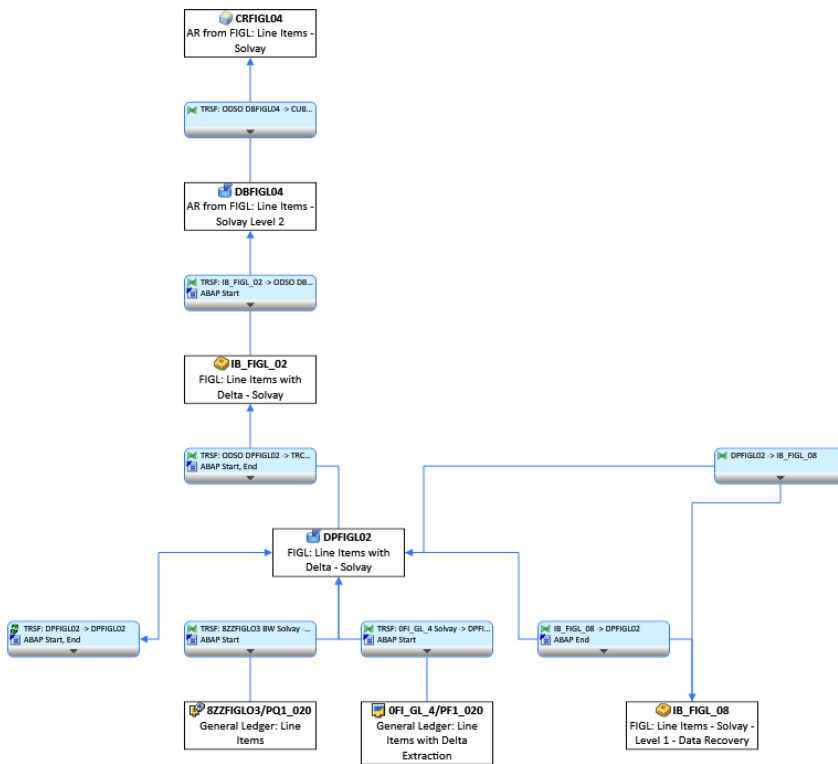 CRFIGL04
AR from FIGL: Line Items -
Solvay
TRSF: ODSO DBFIGL04 -> CUB...
DBFIGL04
AR from FIGL: Line Items -
Solvay Level 2
TRSF: IB_FIGL_02 -> ODSO DB...
ABAP Start
IB_FIGL_02
FIGL: Line Items with
Delta - Solvay
TRSF: ODSO DPFIGL02 -> TRC...
ABAP Start, End
DPFIGL02 -> IB_FIGL_08
DPFIGL02
FIGL: Line Items with
Delta - Solvay
TRSF: DPFIGL02 -> DPFIGL02
ABAP Start, End
TRSF: 8ZZFIGLO3 BW Solvay -...
ABAP Start
TRSF: 0FI_GL_4 Solvay -> DPFI...
ABAP Start
IB_FIGL_08 -> DPFIGL02
ABAP End
8ZZFIGLO3/PQ1_020
General Ledger: Line
Items
0FI_GL_4/PF1_020
General Ledger: Line
Items with Delta
Extraction
IB_FIGL_08
FIGL: Line Items - Solvay -
Level 1 - Data Recovery